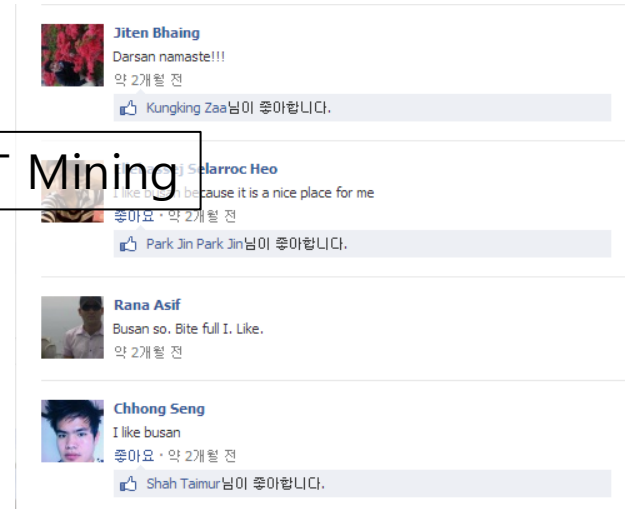 Jiten Bhaing
Darsan namaste!!!
약 2개월 전
Kungking Zaa님이 좋아합니다.
Mining
Selarroc Heo
I like busan because it is a nice place for me
좋아요 · 약 2개월 전
Park Jin Park Jin님이 좋아합니다.
Rana Asif
Busan so. Bite full I. Like.
약 2개월 전
Chhong Seng
I like busan
좋아요 · 약 2개월 전
Shah Taimur님이 좋아합니다.